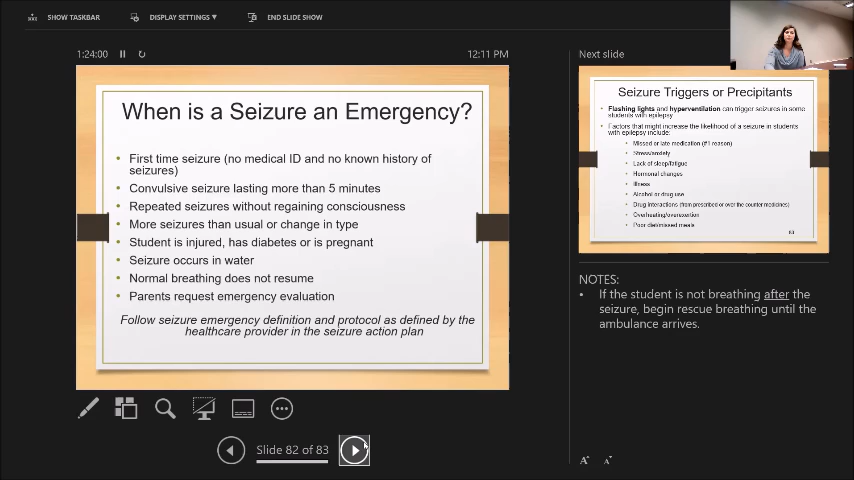 SHOW TASKBAR
DISPLAY SETTINGS ▼
END SLIDE SHOW
1:24:00
12:11 PM
When is a Seizure an Emergency?
• First time seizure (no medical ID and no known history of
seizures)
• Convulsive seizure lasting more than 5 minutes
• Repeated seizures without regaining consciousness
• More seizures than usual or change in type
• Student is injured, has diabetes or is pregnant
• Seizure occurs in water
• Normal breathing does not resume
• Parents request emergency evaluation
Follow seizure emergency definition and protocol as defined by the
healthcare provider in the seizure action plan
Slide 82 of 83
Next slide
Seizure Triggers or Precipitants
• Flashing lights and hyperventilation can trigger seizures in some
students with epilepsy
• Factors that might increase the likelihood of a seizure in students
with epilepsy include:
• Missed or late medication (#1 reason)
• Stress/anxiety
• Lack of sleep/fatigue
• Hormonal changes
• Illness
• Alcohol or drug use
• Drug interactions (from prescribed or over the counter medicines)
• Overheating/overexertion
• Poor diet/missed meals
83
NOTES:
• If the student is not breathing after the
seizure, begin rescue breathing until the
ambulance arrives.
A A